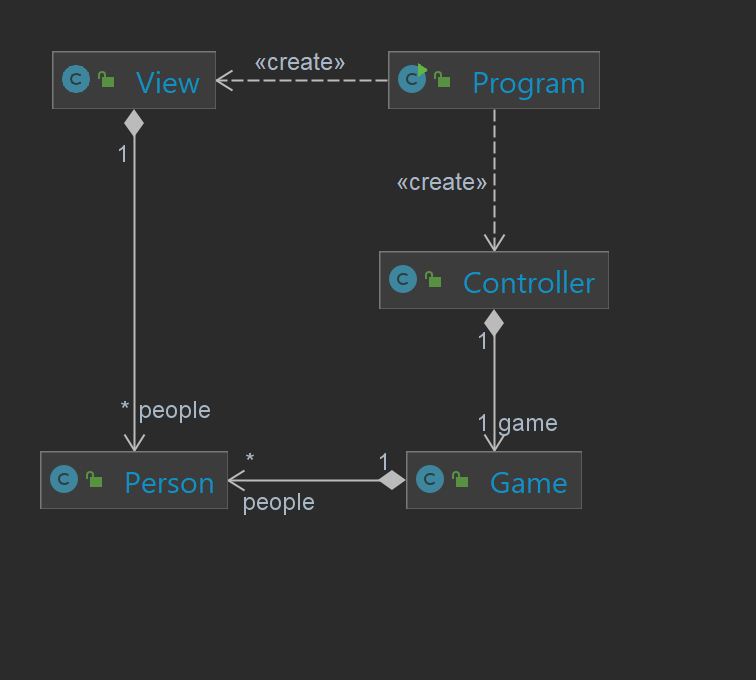 «create»
C View
C Program
1
«create»
C Controller
1
* people
1 game
C Person
*
people
1
C Game